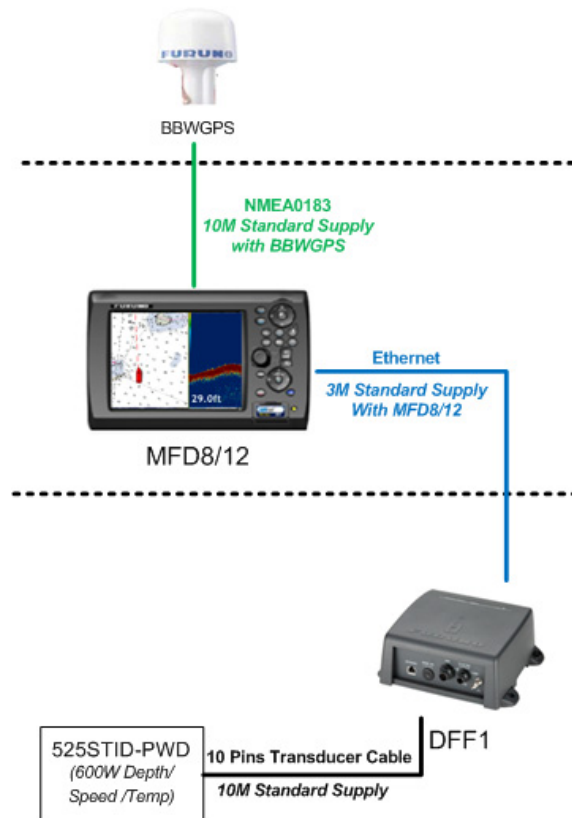 FURUNO
BBWGPS
NMEA0183
10M Standard Supply
with BBWGPS
FURUNO
29.0ft
Ethernet
3M Standard Supply
With MFD8/12
MFD8/12
DFF1
525STID-PWD
(600W Depth/
Speed /Temp)
10 Pins Transducer Cable
10M Standard Supply